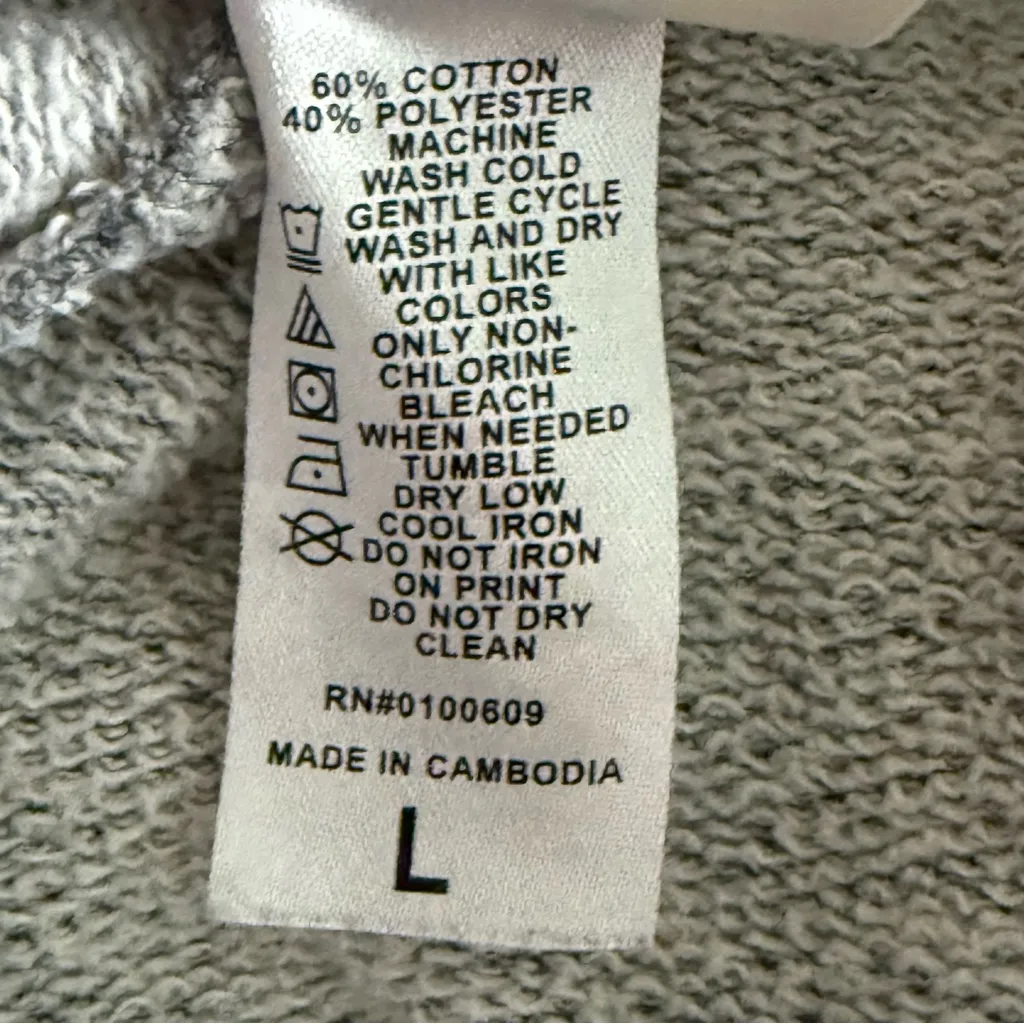 60% COTTON
40% POLYESTER
MACHINE
WASH COLD
GENTLE CYCLE
WASH AND DRY
WITH LIKE
COLORS
ONLY NON-
CHLORINE
BLEACH
WHEN NEEDED
TUMBLE
DRY LOW
COOL IRON
DO NOT IRON
ON PRINT
DO NOT DRY
CLEAN
RN#0100609
MADE IN CAMBODIA
L